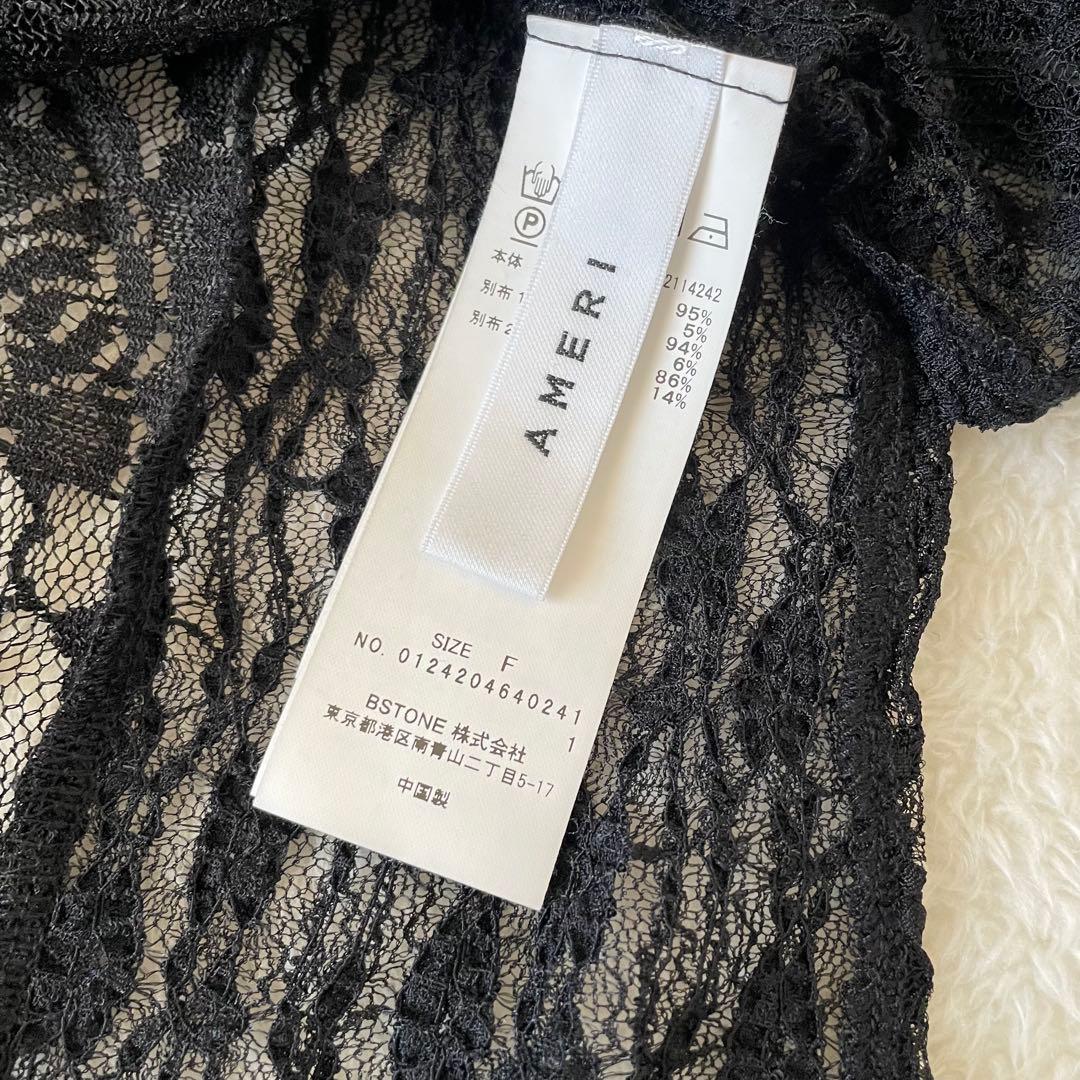 AMERI
P
2114242
本体 95%
5%
別布 1 94%
6%
別布 2 86%
14%
SIZE F
NO. 0124204640241
1
BSTONE 株式会社
東京都港区南青山二丁目5-17
中国製